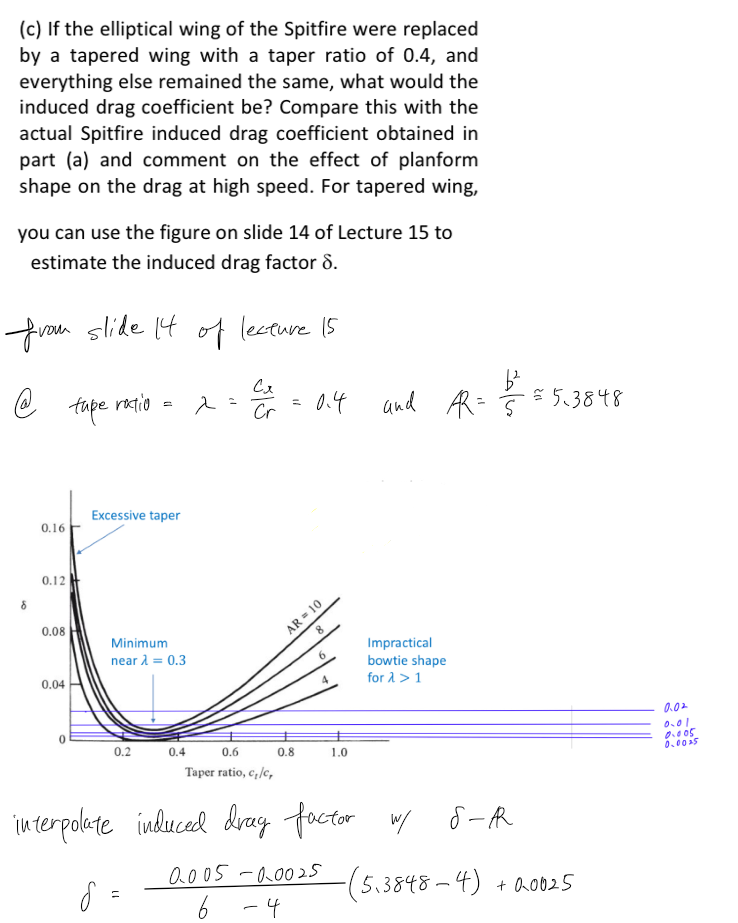 (c) If the elliptical wing of the Spitfire were replaced
by a tapered wing with a taper ratio of 0.4, and
everything else remained the same, what would the
induced drag coefficient be? Compare this with the
actual Spitfire induced drag coefficient obtained in
part (a) and comment on the effect of planform
shape on the drag at high speed. For tapered wing,
you can use the figure on slide 14 of Lecture 15 to
estimate the induced drag factor δ.
from slide 14 of lecture 15
@ tape ratio = λ = Ct/Cr = 0.4 and AR = b²/S ≅ 5.3848
Excessive taper
0.16
0.12
δ
0.08
0.04
0
AR = 10
8
6
4
Minimum
near λ = 0.3
Impractical
bowtie shape
for λ > 1
0.02
0.01
0.005
0.0025
0.2 0.4 0.6 0.8 1.0
Taper ratio, cₜ/cᵣ
interpolate induced drag factor w/ δ - AR
δ = (0.005 - 0.0025)/(6 - 4) (5.3848 - 4) + 0.0025